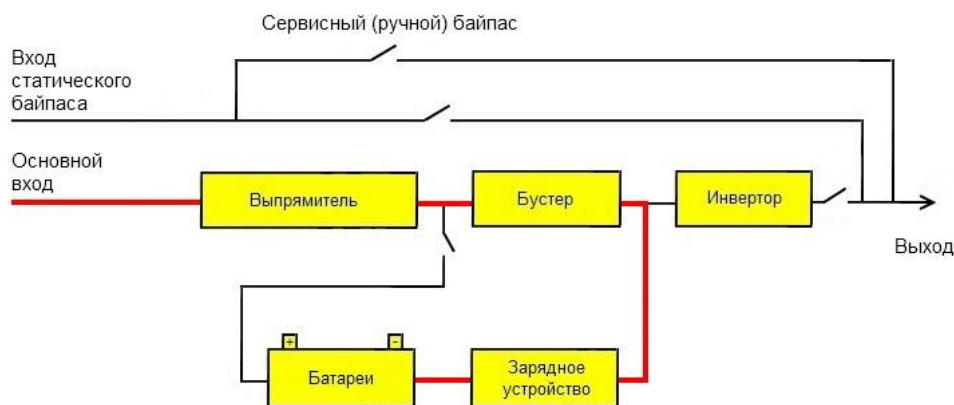 Сервисный (ручной) байпас
Вход
статического
байпаса
Основной
вход
Выпрямитель
Бустер
Инвертор
Выход
+
-
Батареи
Зарядное
устройство